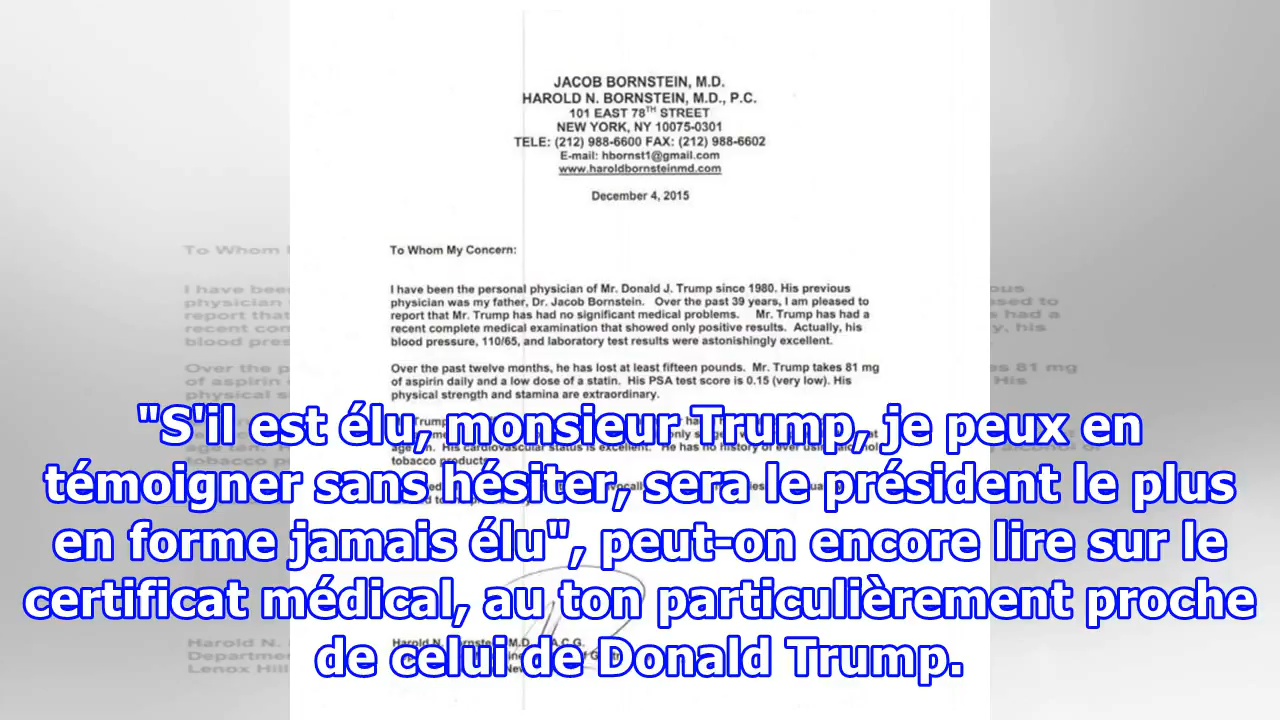 JACOB BORNSTEIN, M.D.
HAROLD N. BORNSTEIN, M.D., P.C.
101 EAST 78TH STREET
NEW YORK, NY 10075-0301
TELE: (212) 988-6600 FAX: (212) 988-6602
E-mail: hbornst1@gmail.com
www.haroldbornsteinmd.com
December 4, 2015
To Whom My Concern:
I have been the personal physician of Mr. Donald J. Trump since 1980. His previous
physician was my father, Dr. Jacob Bornstein. Over the past 39 years, I am pleased to
report that Mr. Trump has had no significant medical problems. Mr. Trump has had a
recent complete medical examination that showed only positive results. Actually, his
blood pressure, 110/65, and laboratory test results were astonishingly excellent.
Over the past twelve months, he has lost at least fifteen pounds. Mr. Trump takes 81 mg
of aspirin daily and a low dose of a statin. His PSA test score is 0.15 (very low). His
physical strength and stamina are extraordinary.
"S'il est élu, monsieur Trump, je peux en
témoigner sans hésiter, sera le président le plus
en forme jamais élu", peut-on encore lire sur le
certificat médical, au ton particulièrement proche
de celui de Donald Trump.